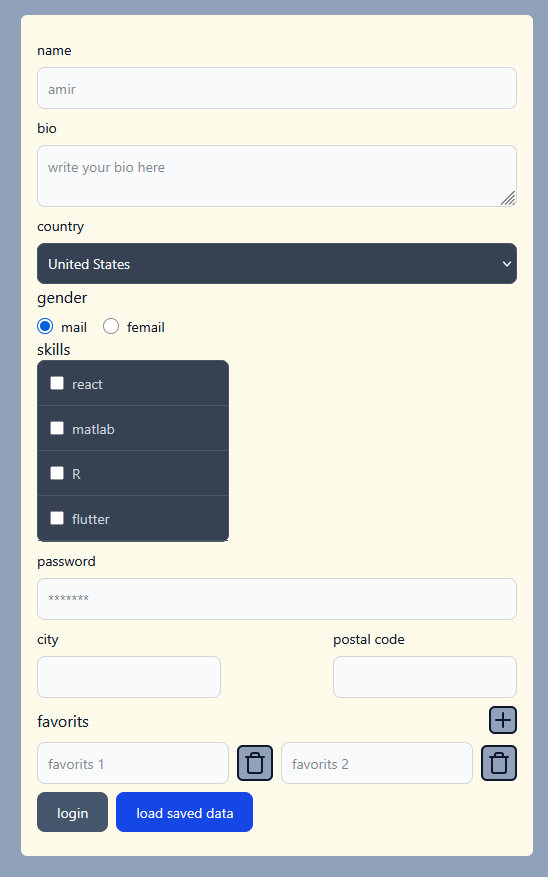 name
amir
bio
write your bio here
country
United States
gender
mail femail
skills
react
matlab
R
flutter
password
*******
city postal code
favorits
favorits 1 favorits 2
login load saved data